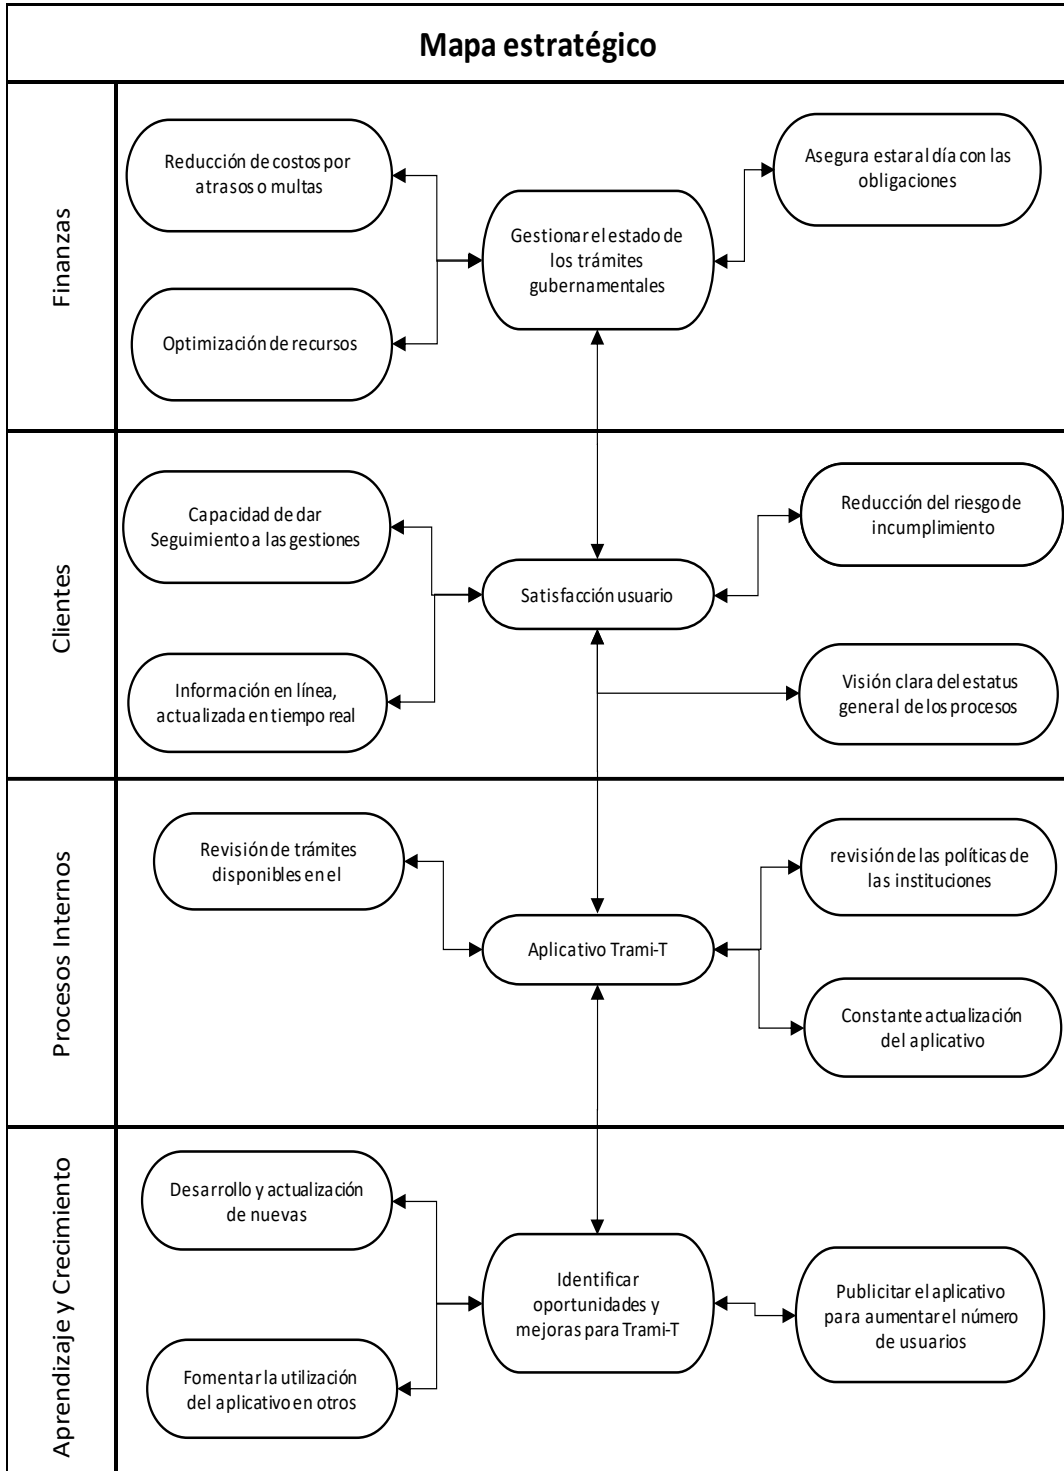 Mapa estratégico
Finanzas
Reducción de costos por
atrasos o multas
Asegura estar al día con las
obligaciones
Gestionar el estado de
los trámites
gubernamentales
Optimización de recursos
Clientes
Capacidad de dar
Seguimiento a las gestiones
Reducción del riesgo de
incumplimiento
Satisfacción usuario
Información en línea,
actualizada en tiempo real
Visión clara del estatus
general de los procesos
Procesos Internos
Revisión de trámites
disponibles en el
revisión de las políticas de
las instituciones
Aplicativo Trami-T
Constante actualización
del aplicativo
Aprendizaje y Crecimiento
Desarrollo y actualización
de nuevas
Identificar
oportunidades y
mejoras para Trami-T
Publicitar el aplicativo
para aumentar el número
de usuarios
Fomentar la utilización
del aplicativo en otros